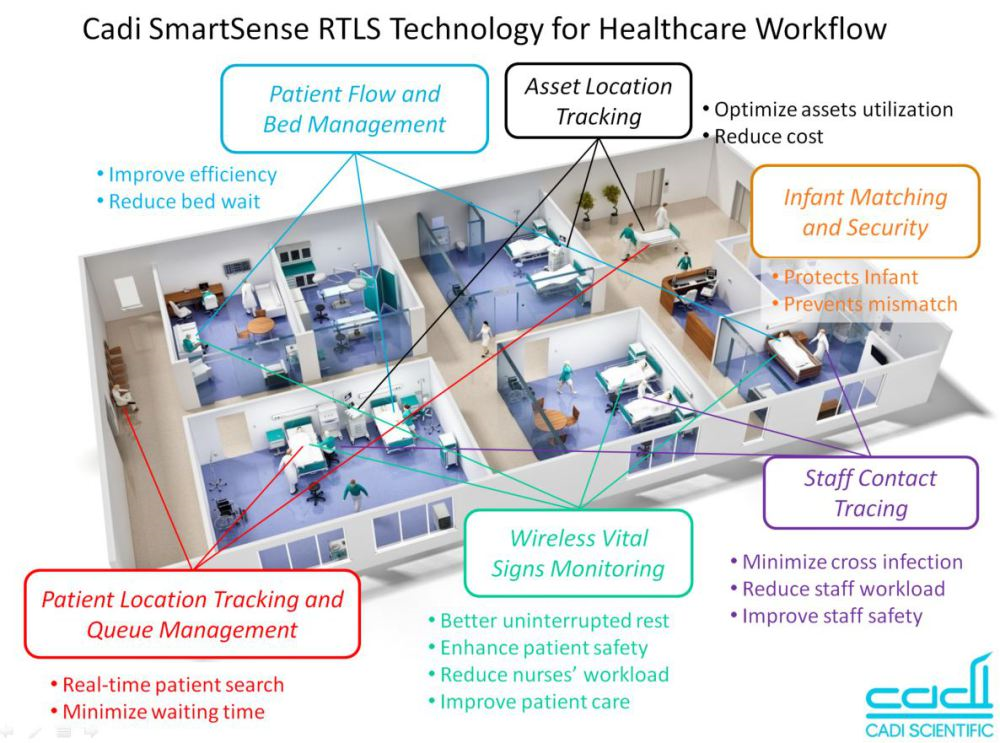 Cadi SmartSense RTLS Technology for Healthcare Workflow
Patient Flow and
Bed Management
• Improve efficiency
• Reduce bed wait
Asset Location
Tracking
• Optimize assets utilization
• Reduce cost
Infant Matching
and Security
• Protects Infant
• Prevents mismatch
Staff Contact
Tracing
• Minimize cross infection
• Reduce staff workload
• Improve staff safety
Wireless Vital
Signs Monitoring
• Better uninterrupted rest
• Enhance patient safety
• Reduce nurses’ workload
• Improve patient care
Patient Location Tracking and
Queue Management
• Real-time patient search
• Minimize waiting time
cadi
CADI SCIENTIFIC